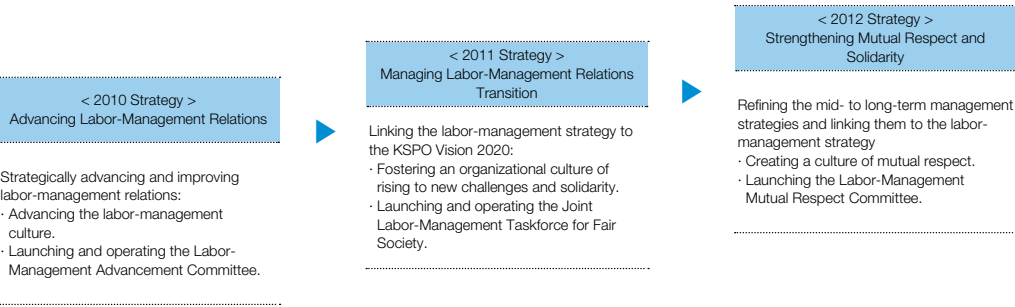 < 2010 Strategy >
Advancing Labor-Management Relations
Strategically advancing and improving
labor-management relations:
· Advancing the labor-management
culture.
· Launching and operating the Labor-
Management Advancement Committee.
< 2011 Strategy >
Managing Labor-Management Relations
Transition
Linking the labor-management strategy to
the KSPO Vision 2020:
· Fostering an organizational culture of
rising to new challenges and solidarity.
· Launching and operating the Joint
Labor-Management Taskforce for Fair
Society.
< 2012 Strategy >
Strengthening Mutual Respect and
Solidarity
Refining the mid- to long-term management
strategies and linking them to the labor-
management strategy
· Creating a culture of mutual respect.
· Launching the Labor-Management
Mutual Respect Committee.